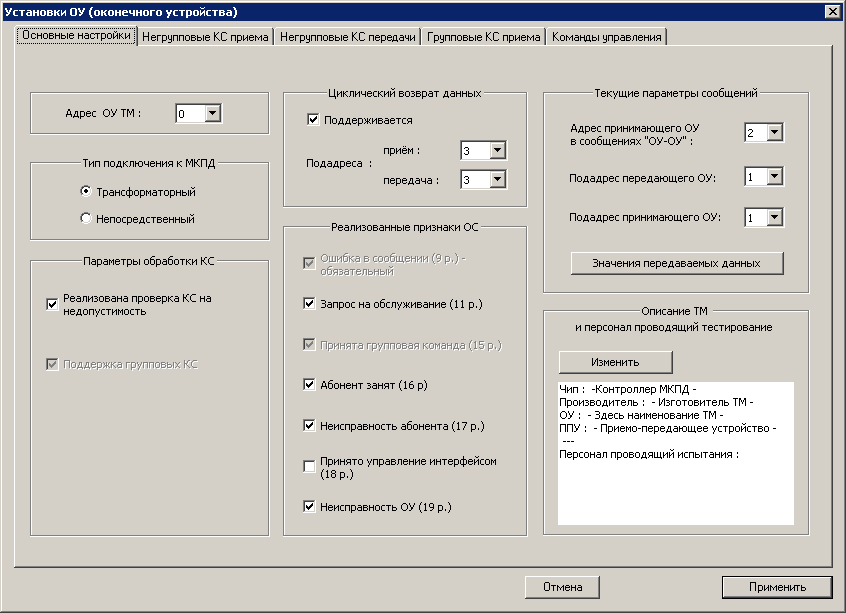 Установки ОУ (оконечного устройства)
Основные настройки
Негрупповые КС приема
Негрупповые КС передачи
Групповые КС приема
Команды управления
Адрес ОУ ТМ :
0
Тип подключения к МКПД
Трансформаторный
Непосредственный
Параметры обработки КС
Реализована проверка КС на
недопустимость
Поддержка групповых КС
Циклический возврат данных
Поддерживается
Подадреса :
приём :
3
передача :
3
Реализованные признаки ОС
Ошибка в сообщении (9 р.) -
обязательный
Запрос на обслуживание (11 р.)
Принята групповая команда (15 р.)
Абонент занят (16 р)
Неисправность абонента (17 р.)
Принято управление интерфейсом
(18 р.)
Неисправность ОУ (19 р.)
Текущие параметры сообщений
Адрес принимающего ОУ
в сообщениях "ОУ-ОУ" :
2
Подадрес передающего ОУ:
1
Подадрес принимающего ОУ:
1
Значения передаваемых данных
Описание ТМ
и персонал проводящий тестирование
Изменить
Чип : -Контроллер МКПД -
Производитель : - Изготовитель ТМ -
ОУ : - Здесь наименование ТМ -
ППУ : - Приемо-передающее устройство -
---
Персонал проводящий испытания :
Отмена
Применить